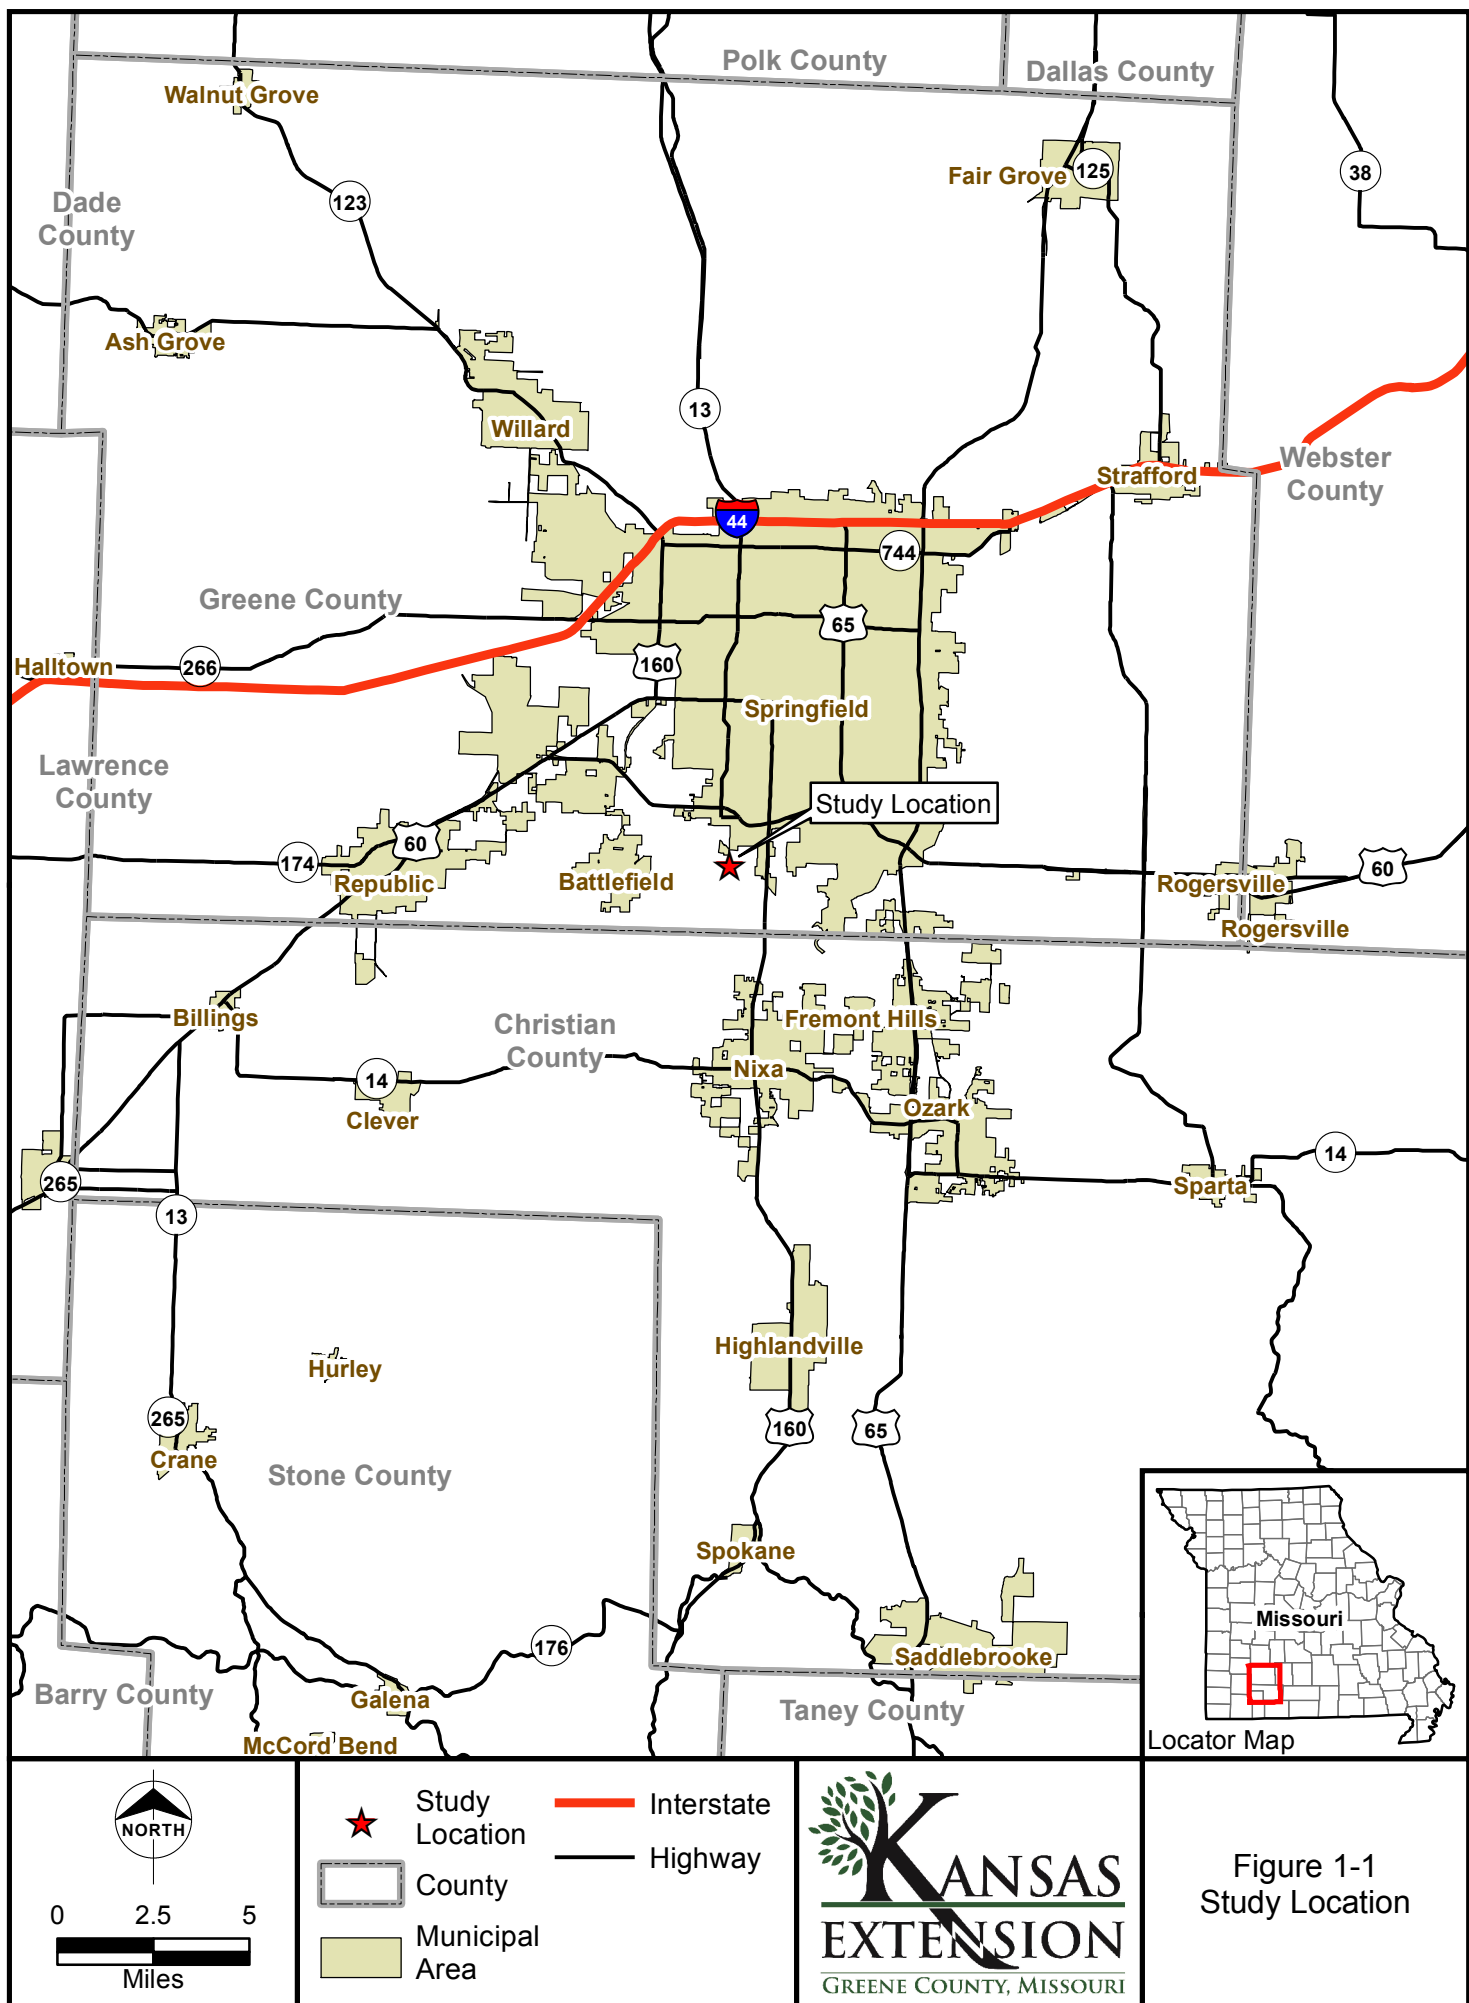 Polk County
Dallas County
Walnut Grove
Fair Grove
125
38
123
Dade
County
Ash Grove
13
Willard
Strafford
Webster
County
44
744
Greene County
65
Halltown
266
160
Springfield
Lawrence
County
Study Location
60
174
Republic
Battlefield
60
Rogersville
Rogersville
Billings
Christian
County
Fremont Hills
14
Nixa
Clever
Ozark
14
265
Sparta
13
Highlandville
Hurley
265
160
65
Crane
Stone County
Spokane
Missouri
176
Saddlebrooke
Barry County
Galena
Taney County
McCord Bend
Locator Map
NORTH
0 2.5 5
Miles
Study
Location
County
Municipal
Area
Interstate
Highway
KANSAS
EXTENSION
GREENE COUNTY, MISSOURI
Figure 1-1
Study Location